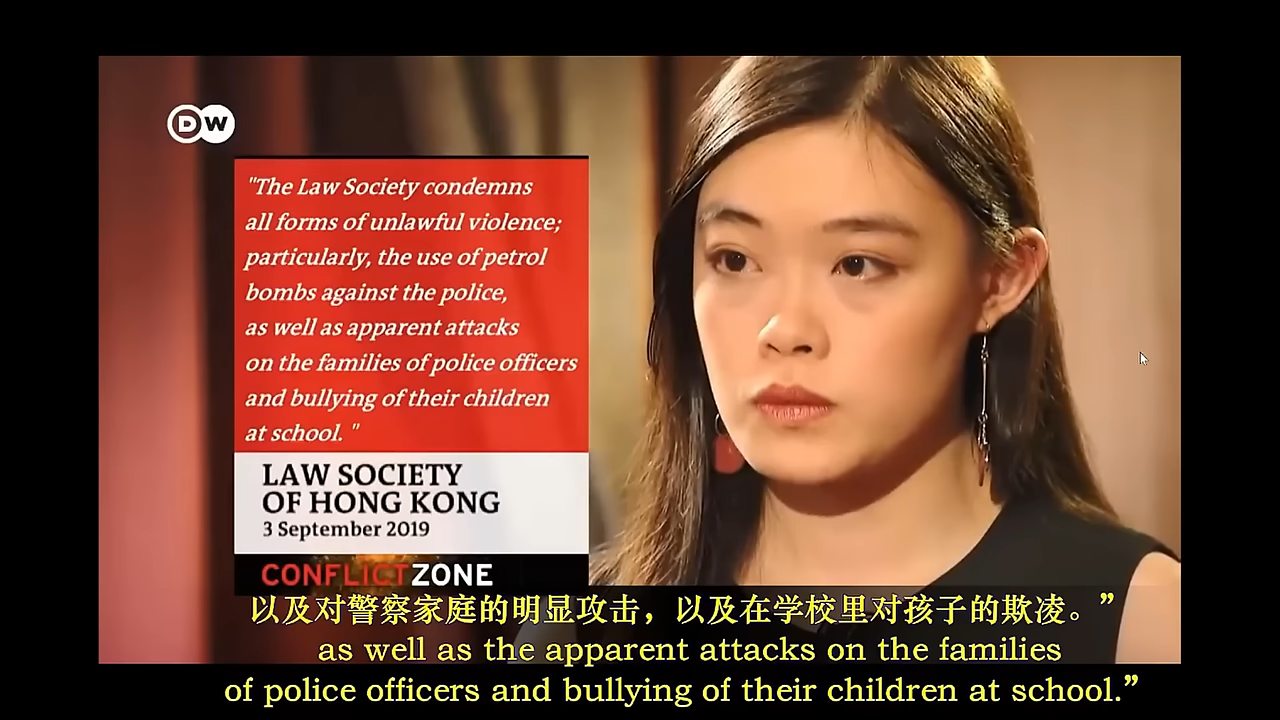 DW
"The Law Society condemns
all forms of unlawful violence;
particularly, the use of petrol
bombs against the police,
as well as apparent attacks
on the families of police officers
and bullying of their children
at school. "
LAW SOCIETY
OF HONG KONG
3 September 2019
CONFLICTZONE
以及对警察家庭的明显攻击，以及在学校里对孩子的欺凌。”
as well as the apparent attacks on the families
of police officers and bullying of their children at school.”